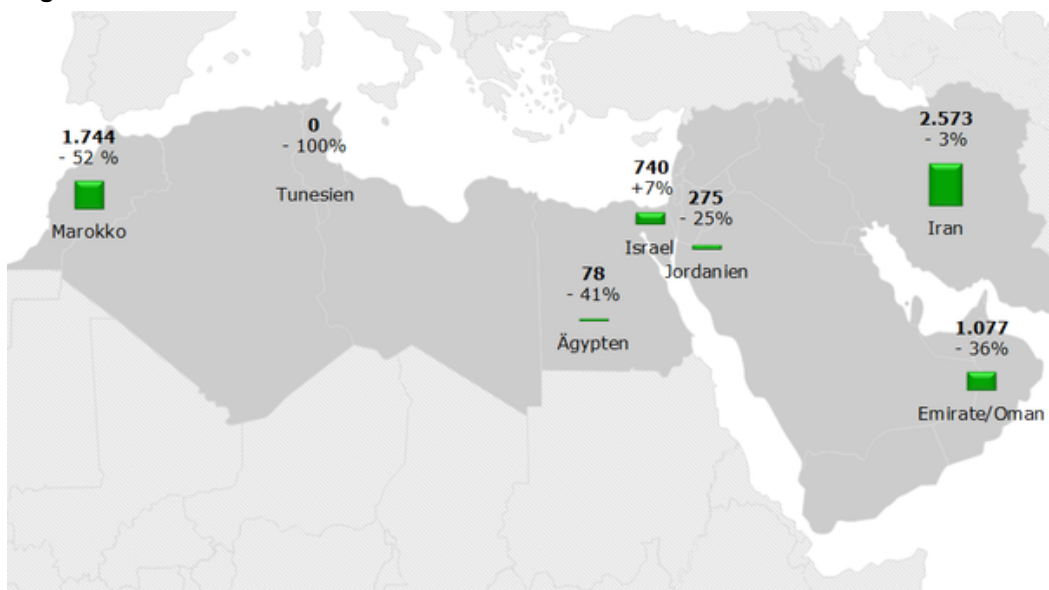 1.744
- 52 %
Marokko
0
- 100%
Tunesien
740
+7%
Israel
275
- 25%
Jordanien
78
- 41%
Ägypten
2.573
- 3%
Iran
1.077
- 36%
Emirate/Oman